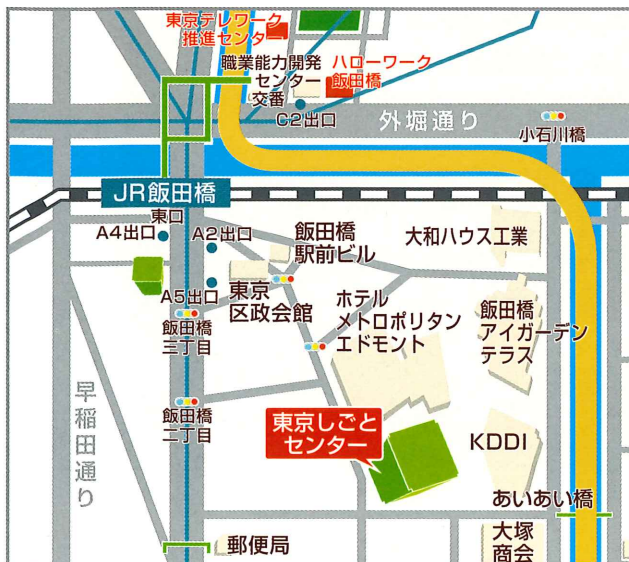 東京テレワーク
推進センター
職業能力開発
センター
ハローワーク
飯田橋
交番
C2出口
外堀通り
小石川橋
JR飯田橋
東口
A4出口
A2出口
飯田橋
駅前ビル
大和ハウス工業
A5出口
東京
区政会館
ホテル
メトロポリタン
エドモント
飯田橋
アイガーデン
テラス
飯田橋
三丁目
早稲田通り
飯田橋
二丁目
東京しごと
センター
KDDI
あいあい橋
郵便局
大塚
商会